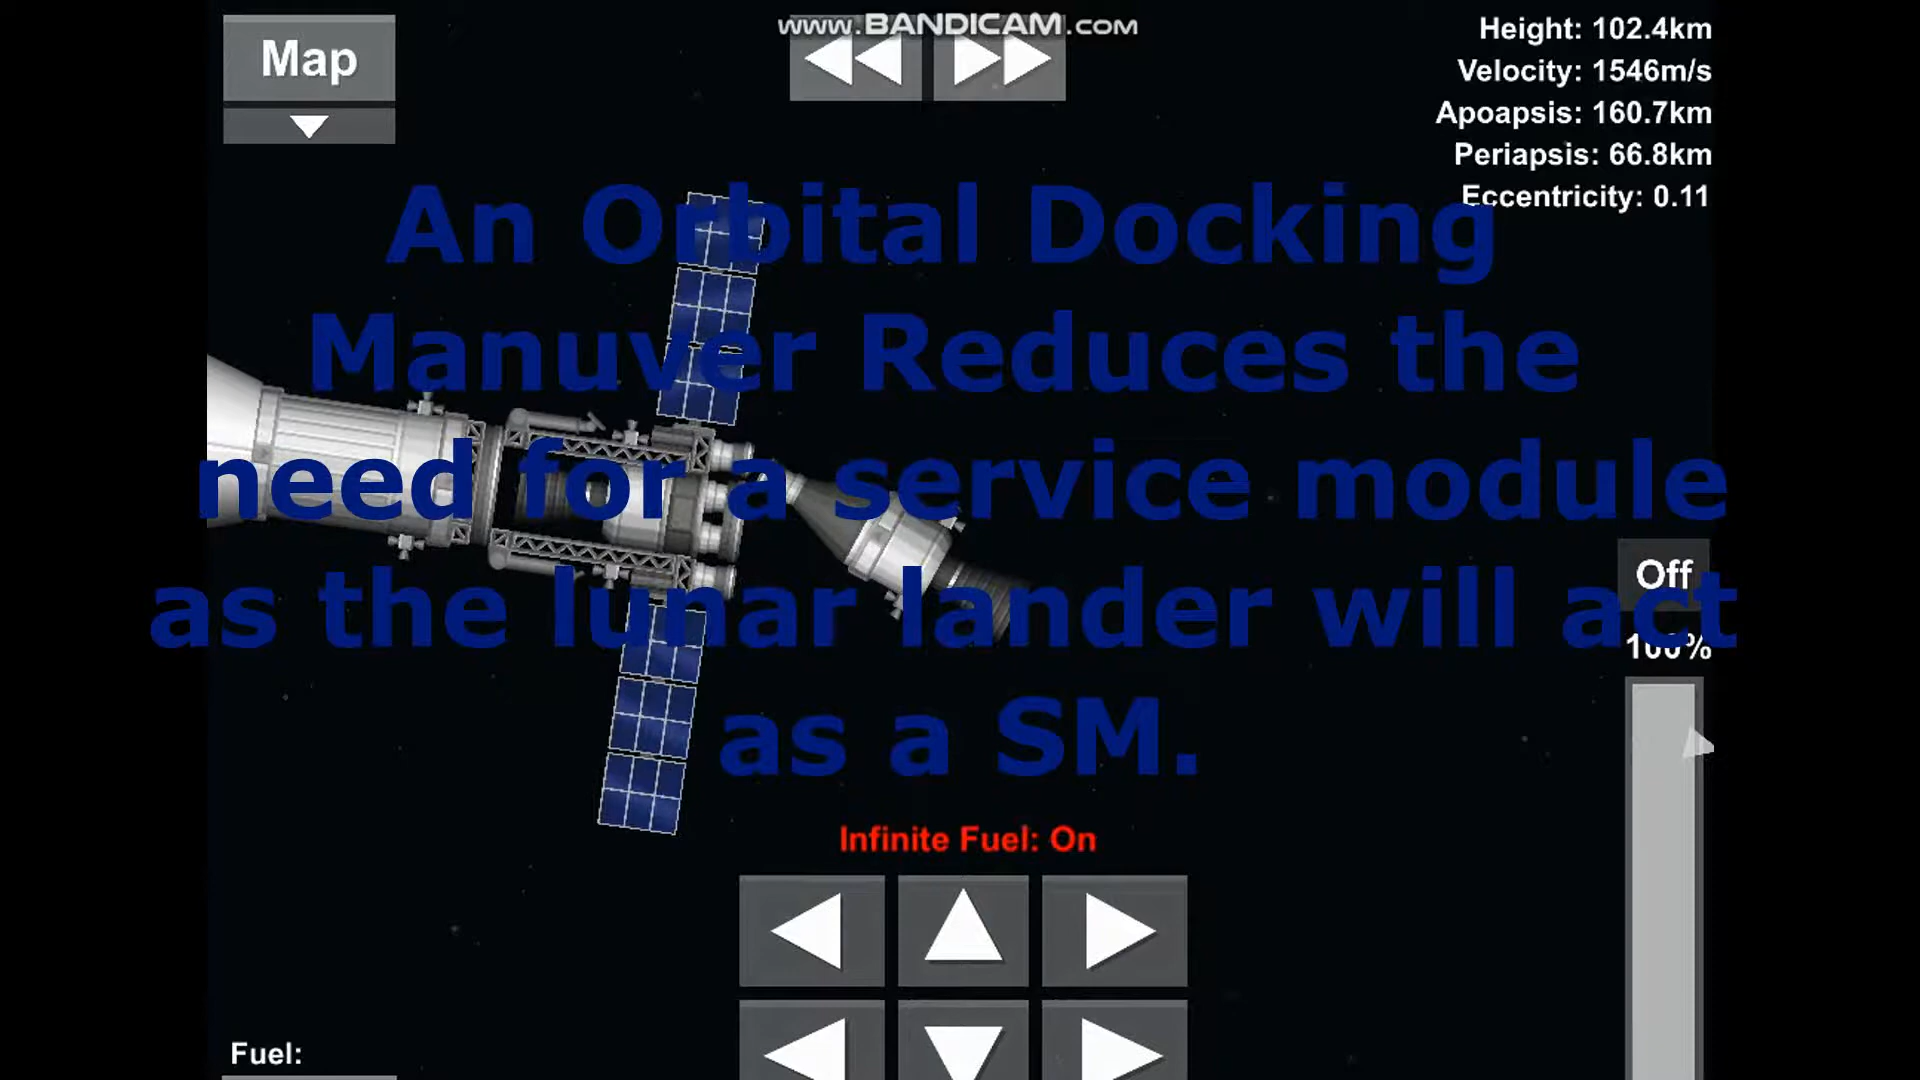 www.BANDICAM.com
Map
Height: 102.4km
Velocity: 1546m/s
Apoapsis: 160.7km
Periapsis: 66.8km
Eccentricity: 0.11
An Orbital Docking
Manuver Reduces the
need for a service module
as the lunar lander will act
as a SM.
Off
100%
Infinite Fuel: On
Fuel: